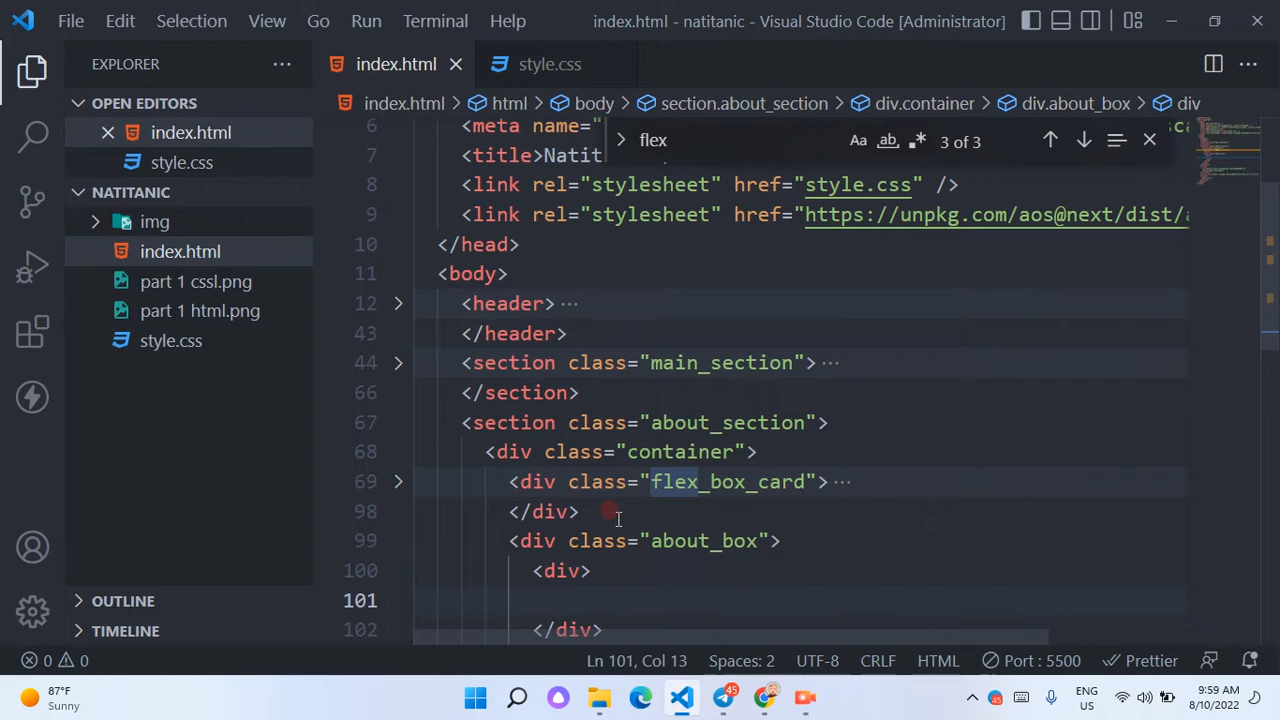 File Edit Selection View Go Run Terminal Help index.html - natitanic - Visual Studio Code [Administrator]
EXPLORER ···
index.html
style.css
index.html > html > body > section.about_section > div.container > div.about_box > div
OPEN EDITORS
index.html
style.css
NATITANIC
img
index.html
part 1 cssl.png
part 1 html.png
style.css
OUTLINE
TIMELINE
flex Aa ab 3 of 3
6 <meta name="
7 <title>Natit
8 <link rel="stylesheet" href="style.css" />
9 <link rel="stylesheet" href="https://unpkg.com/aos@next/dist/
10 </head>
11 <body>
12 <header>···
43 </header>
44 <section class="main_section">···
66 </section>
67 <section class="about_section">
68 <div class="container">
69 <div class="flex_box_card">···
98 </div>
99 <div class="about_box">
100 <div>
101
102 </div>
0 0 Ln 101, Col 13 Spaces: 2 UTF-8 CRLF HTML Port : 5500 Prettier
87°F
Sunny
45
45
ENG
US
9:59 AM
8/10/2022